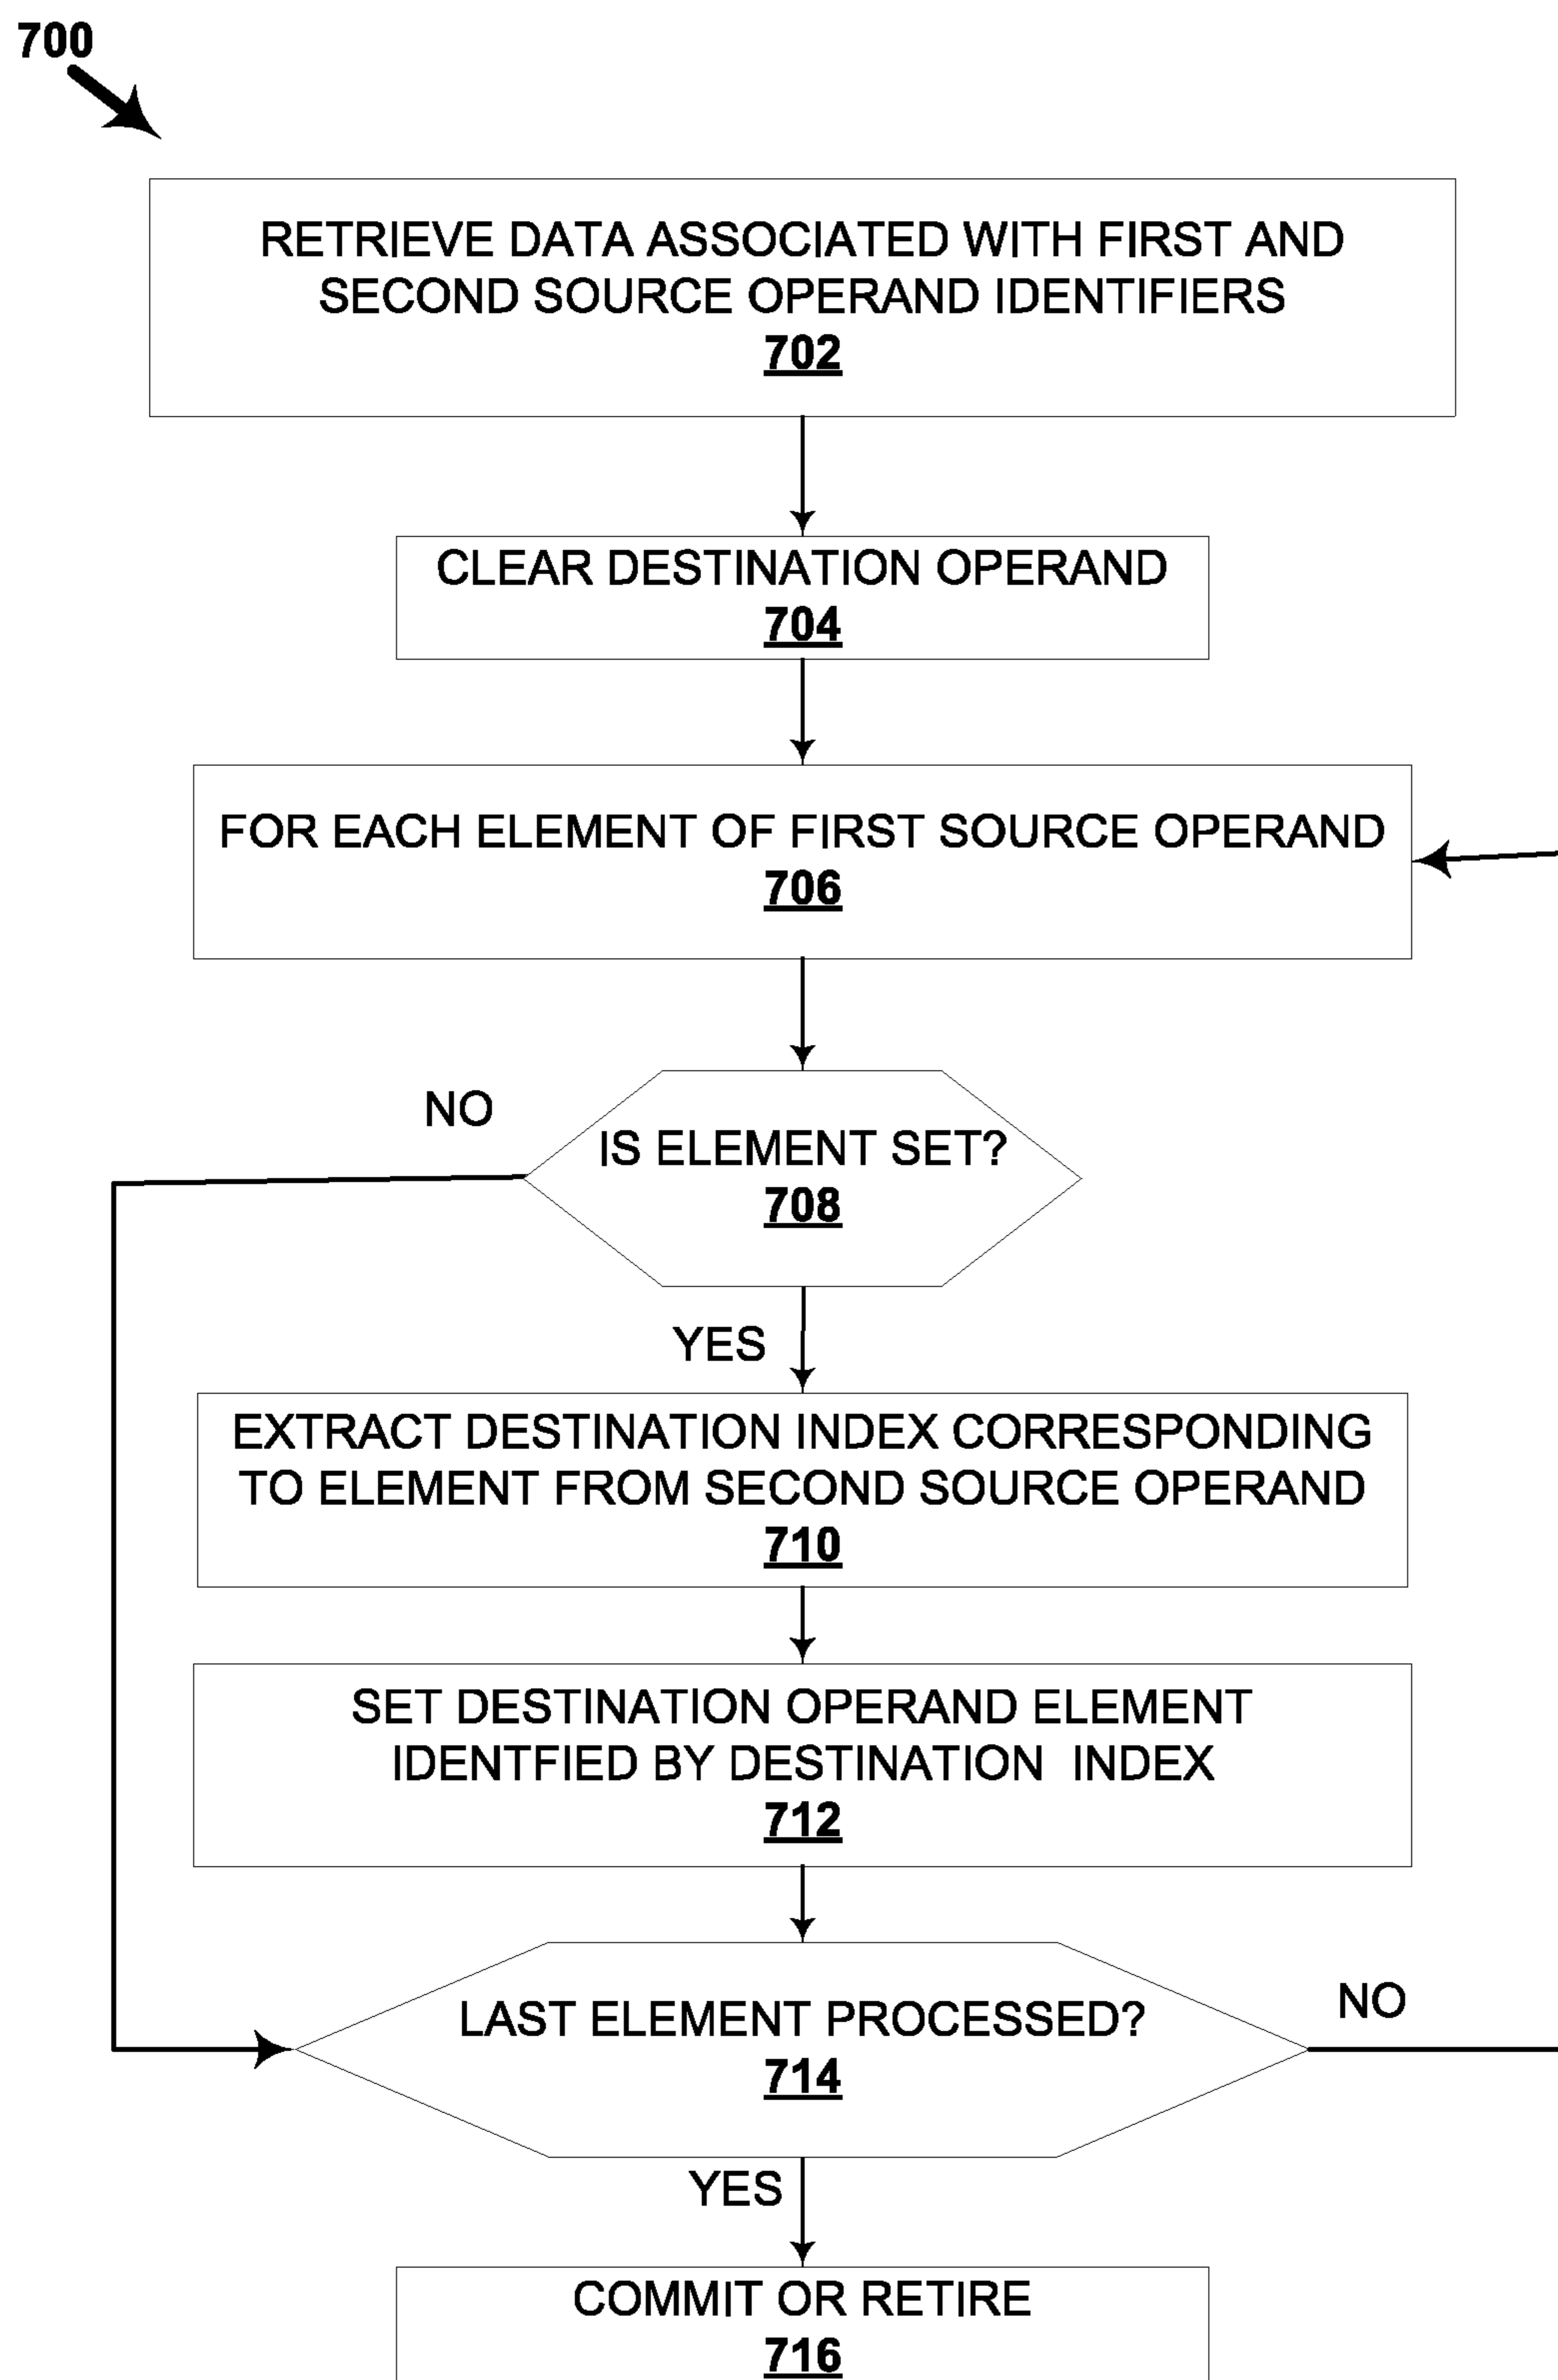 700
RETRIEVE DATA ASSOCIATED WITH FIRST AND
SECOND SOURCE OPERAND IDENTIFIERS
702
CLEAR DESTINATION OPERAND
704
FOR EACH ELEMENT OF FIRST SOURCE OPERAND
706
NO
IS ELEMENT SET?
708
YES
EXTRACT DESTINATION INDEX CORRESPONDING
TO ELEMENT FROM SECOND SOURCE OPERAND
710
SET DESTINATION OPERAND ELEMENT
IDENTFIED BY DESTINATION INDEX
712
LAST ELEMENT PROCESSED?
714
NO
YES
COMMIT OR RETIRE
716